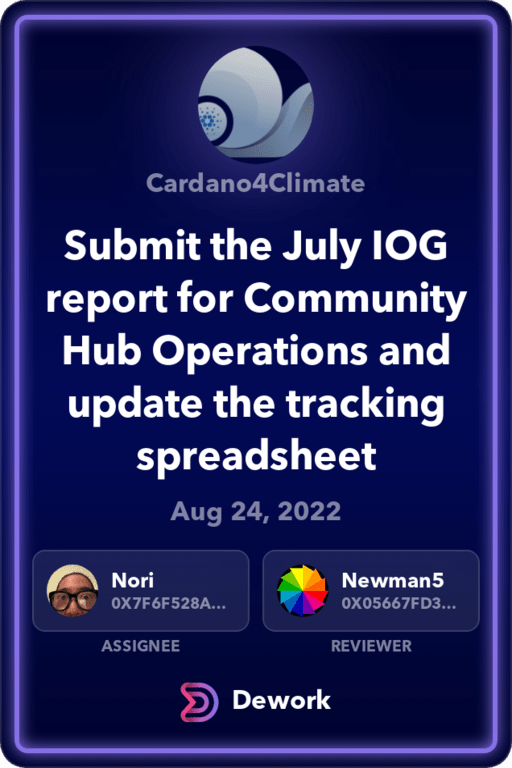 Cardano4Climate
Submit the July IOG
report for Community
Hub Operations and
update the tracking
spreadsheet
Aug 24, 2022
Nori
0X7F6F528A...
ASSIGNEE
Newman5
0X05667FD3...
REVIEWER
Dework